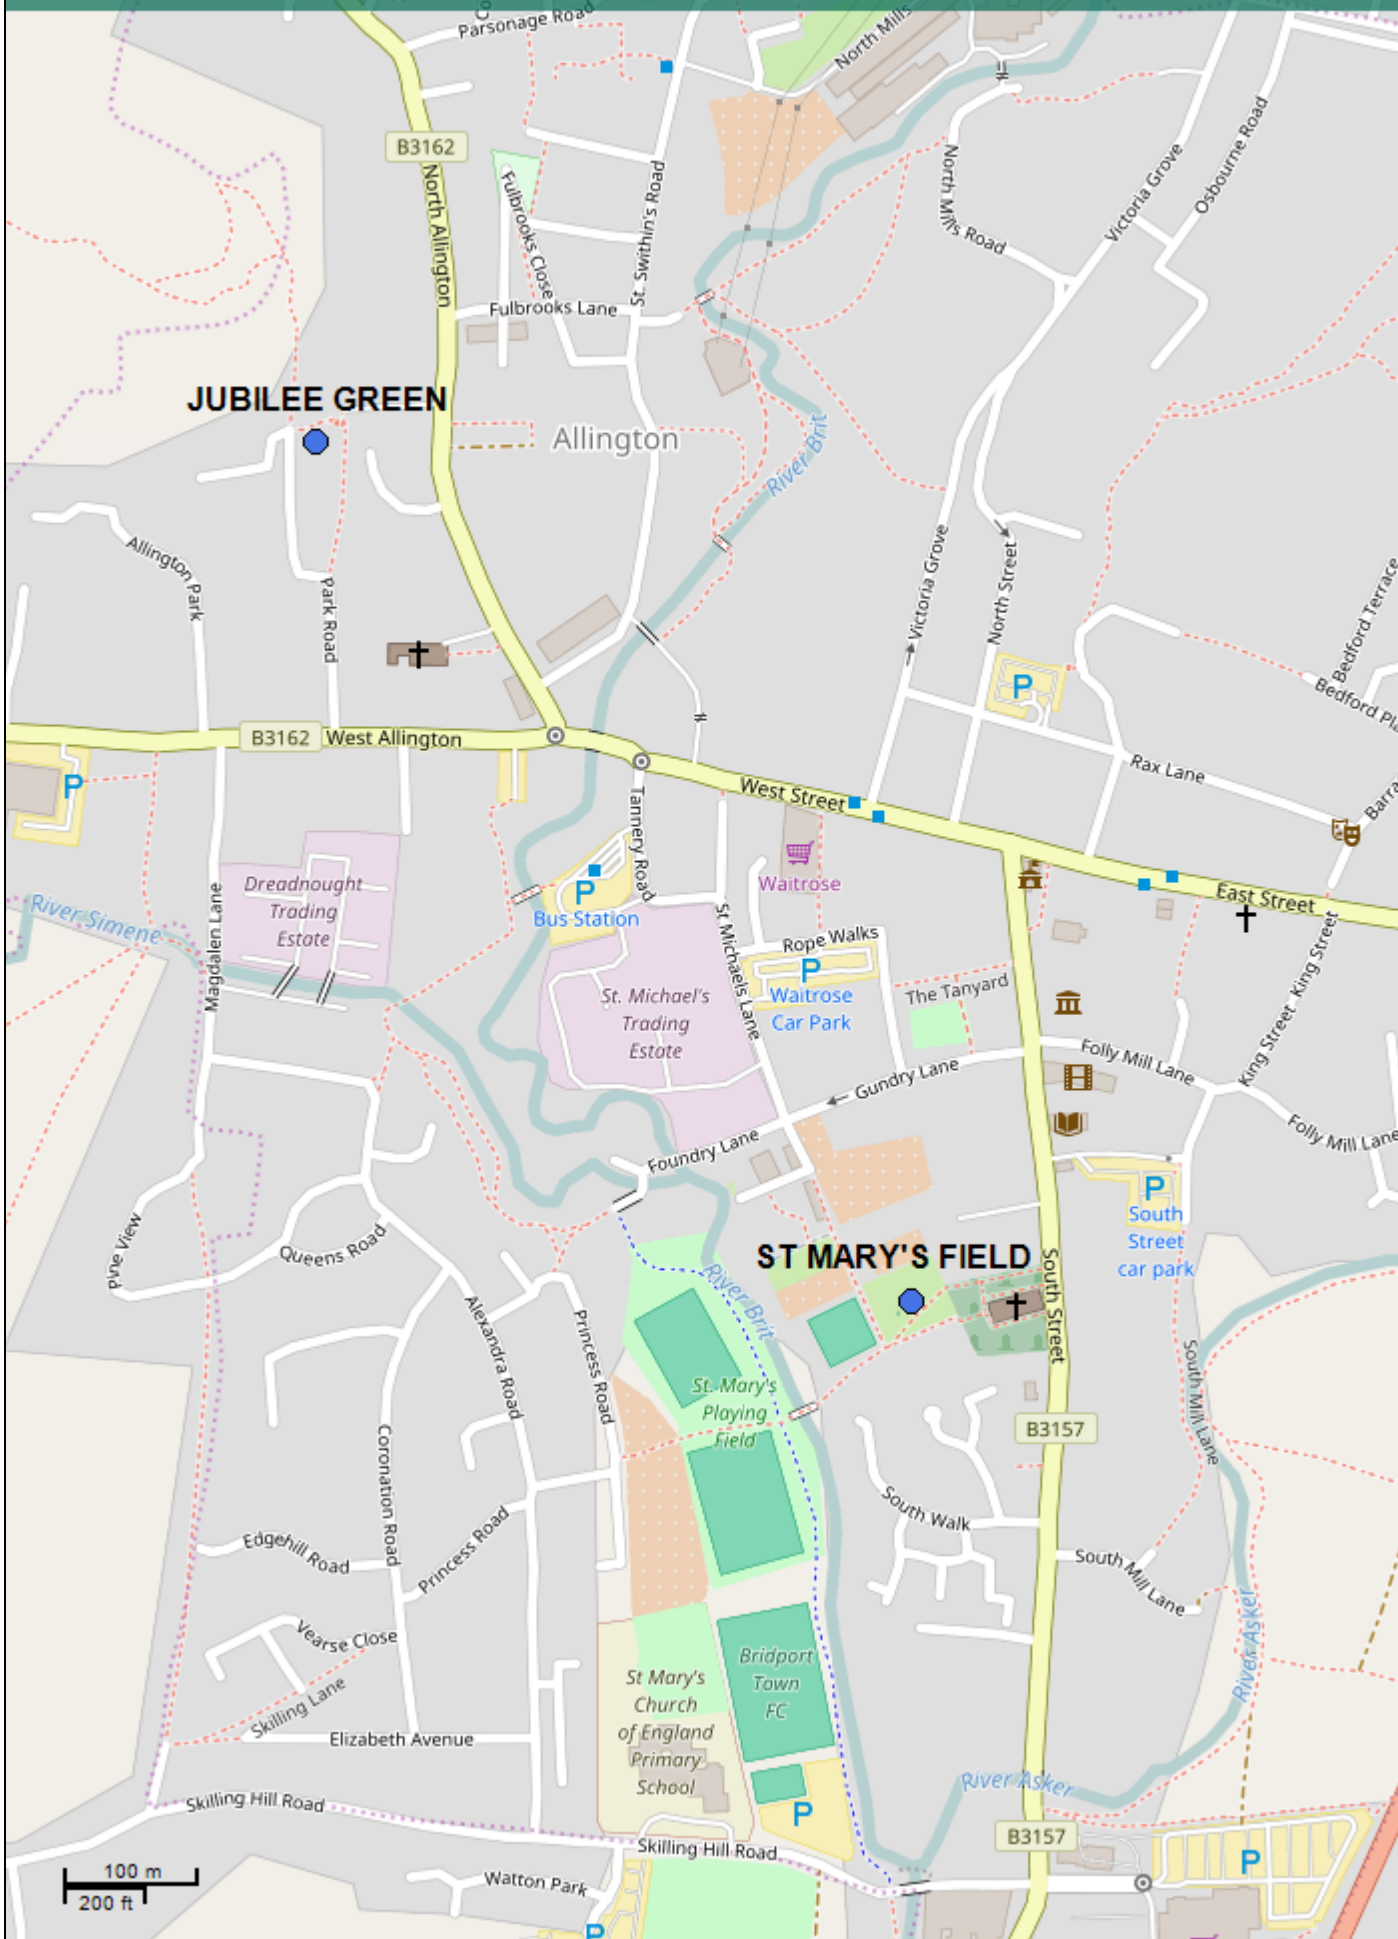 Parsonage Road
Co
North Mills
B3162
North Allington
Fulbrooks Close
St. Swithin's Road
North Mills Road
Victoria Grove
Osbourne Road
Fulbrooks Lane
JUBILEE GREEN
Allington
River Brit
Allington Park
Park Road
Victoria Grove
North Street
Bedford Terrace
P
Bedford Pla
B3162
West Allington
P
West Street
Rax Lane
Barra
Tannery Road
Waitrose
Dreadnought
Trading
Estate
P
Bus Station
East Street
River Simene
Magdalen Lane
St Michaels Lane
Rope Walks
P
Waitrose
Car Park
The Tanyard
King Street
King Street
St. Michael's
Trading
Estate
Folly Mill Lane
Gundry Lane
Folly Mill Lane
Foundry Lane
P
South
Street
car park
Pine View
Queens Road
ST MARY'S FIELD
River Brit
South Street
Alexandra Road
Princess Road
South Mill Lane
St. Mary's
Playing
Field
B3157
Coronation Road
South Walk
Edgehill Road
Princess Road
South Mill Lane
River Asker
Vearse Close
Bridport
Town
FC
St Mary's
Church
of England
Primary
School
Skilling Lane
Elizabeth Avenue
River Asker
Skilling Hill Road
P
B3157
Skilling Hill Road
P
100 m
200 ft
Watton Park
P